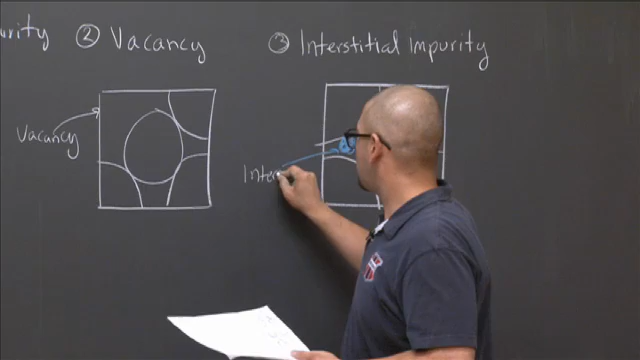 urity
② Vacancy
③ Interstitial Impurity
Vacancy
Inter